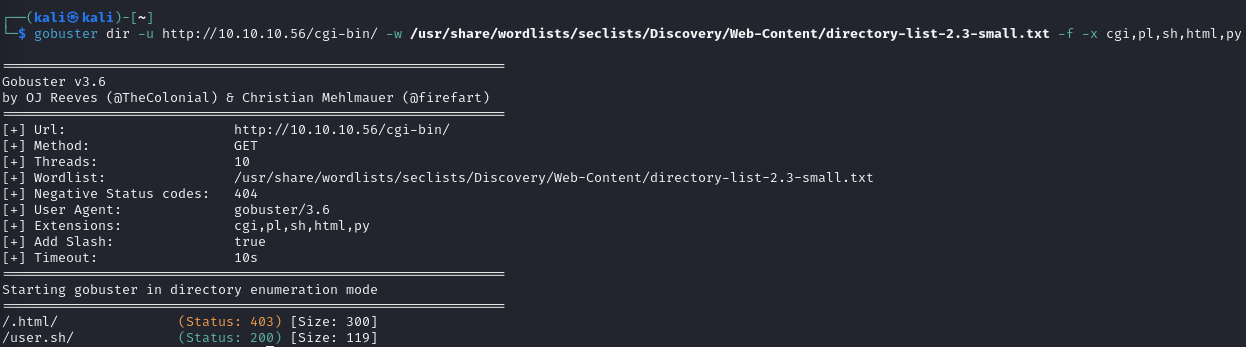 ┌──(kali㉿kali)-[~]
└─$ gobuster dir -u http://10.10.10.56/cgi-bin/ -w /usr/share/wordlists/seclists/Discovery/Web-Content/directory-list-2.3-small.txt -f -x cgi,pl,sh,html,py
===============================================================
Gobuster v3.6
by OJ Reeves (@TheColonial) & Christian Mehlmauer (@firefart)
===============================================================
[+] Url:                     http://10.10.10.56/cgi-bin/
[+] Method:                  GET
[+] Threads:                 10
[+] Wordlist:                /usr/share/wordlists/seclists/Discovery/Web-Content/directory-list-2.3-small.txt
[+] Negative Status codes:   404
[+] User Agent:              gobuster/3.6
[+] Extensions:              cgi,pl,sh,html,py
[+] Add Slash:               true
[+] Timeout:                 10s
===============================================================
Starting gobuster in directory enumeration mode
===============================================================
/.html/               (Status: 403) [Size: 300]
/user.sh/             (Status: 200) [Size: 119]